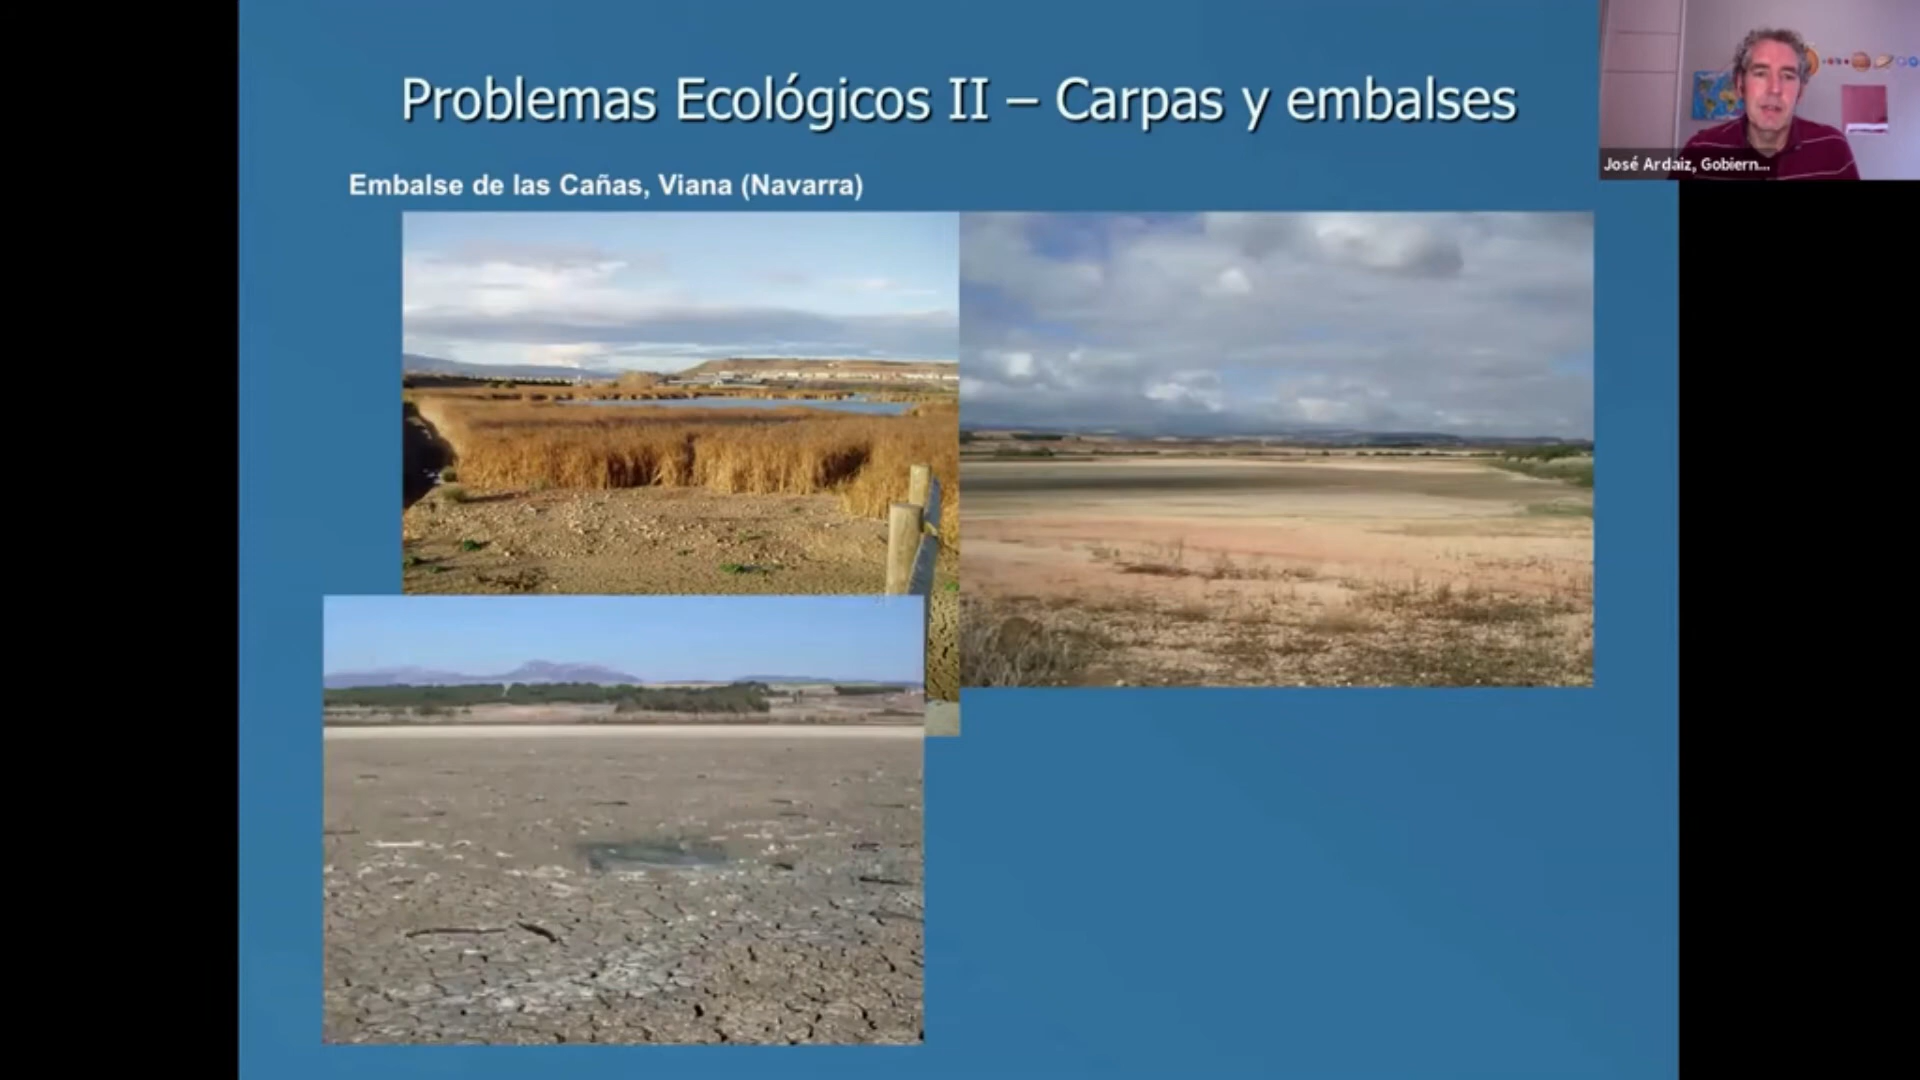 Problemas Ecológicos II – Carpas y embalses
José Ardaiz, Gobiern...
Embalse de las Cañas, Viana (Navarra)